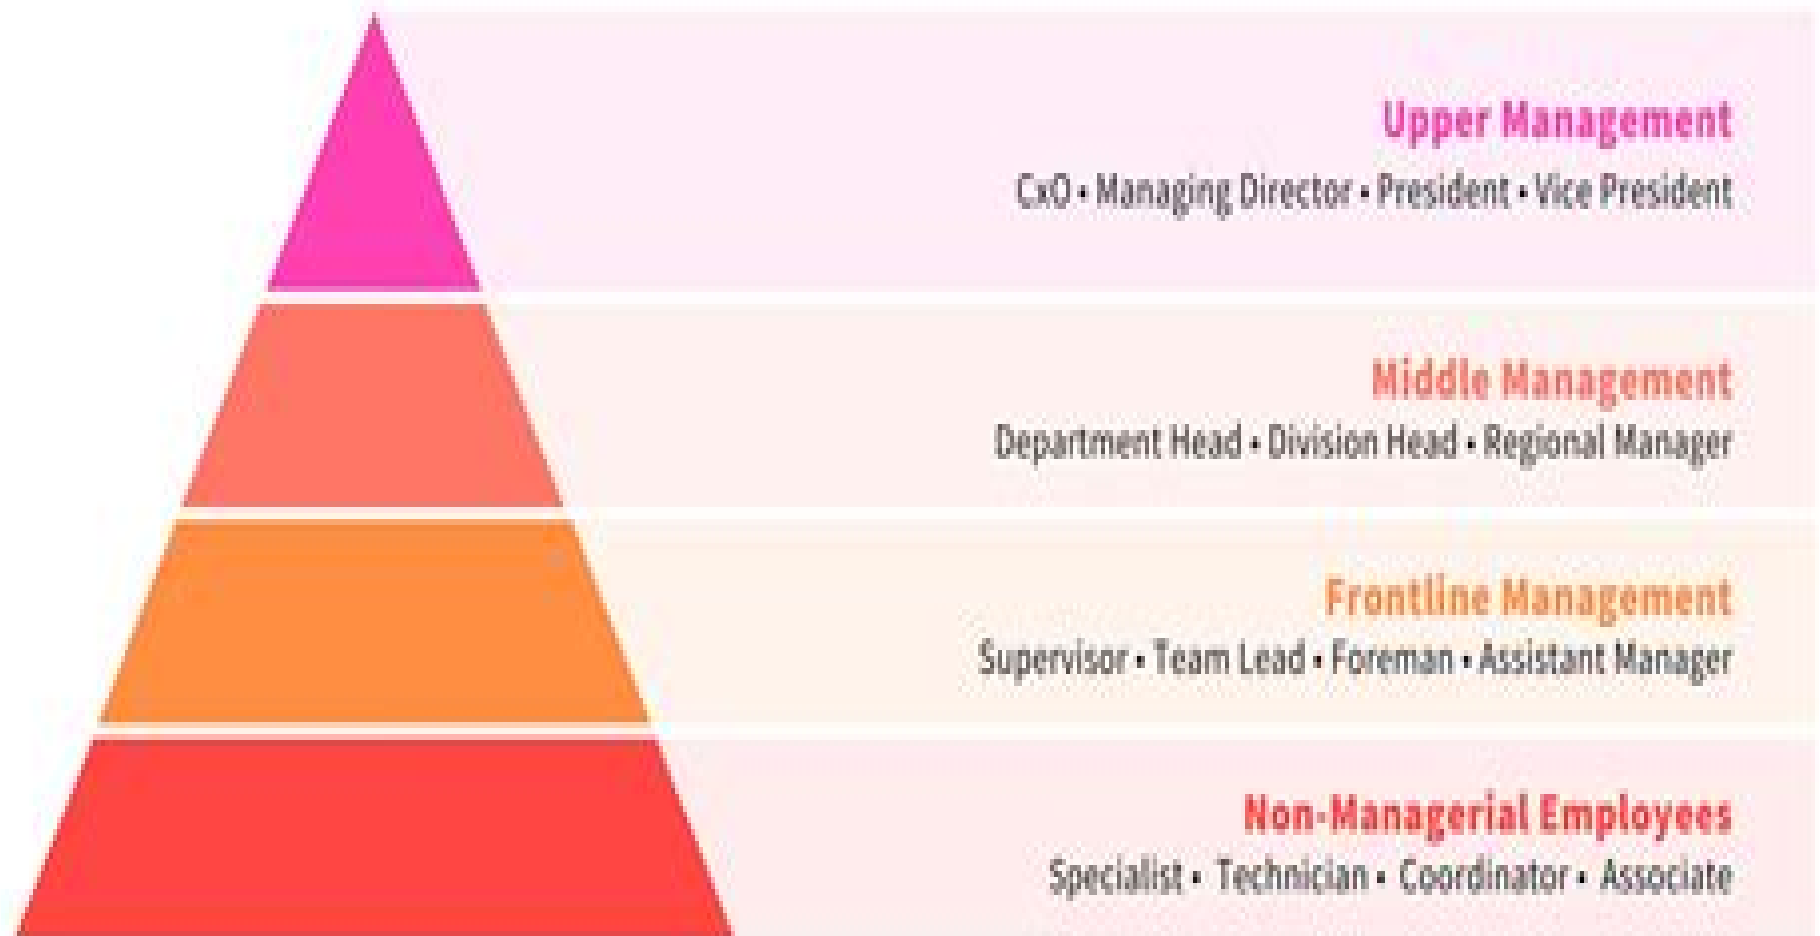 Upper Management
CxO • Managing Director • President • Vice President
Middle Management
Department Head • Division Head • Regional Manager
Frontline Management
Supervisor • Team Lead • Foreman • Assistant Manager
Non-Managerial Employees
Specialist • Technician • Coordinator • Associate